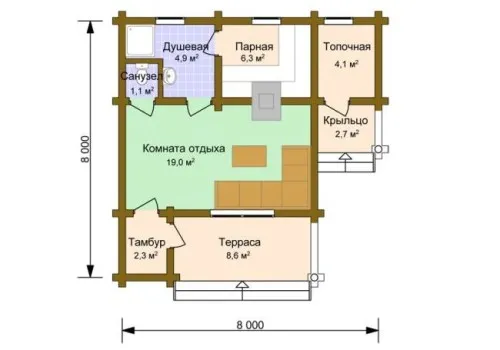 Душевая
4,9 м²
Парная
6,3 м²
Топочная
4,1 м²
Санузел
1,1 м²
Крыльцо
2,7 м²
Комната отдыха
19,0 м²
8 000
Тамбур
2,3 м²
Терраса
8,6 м²
8 000